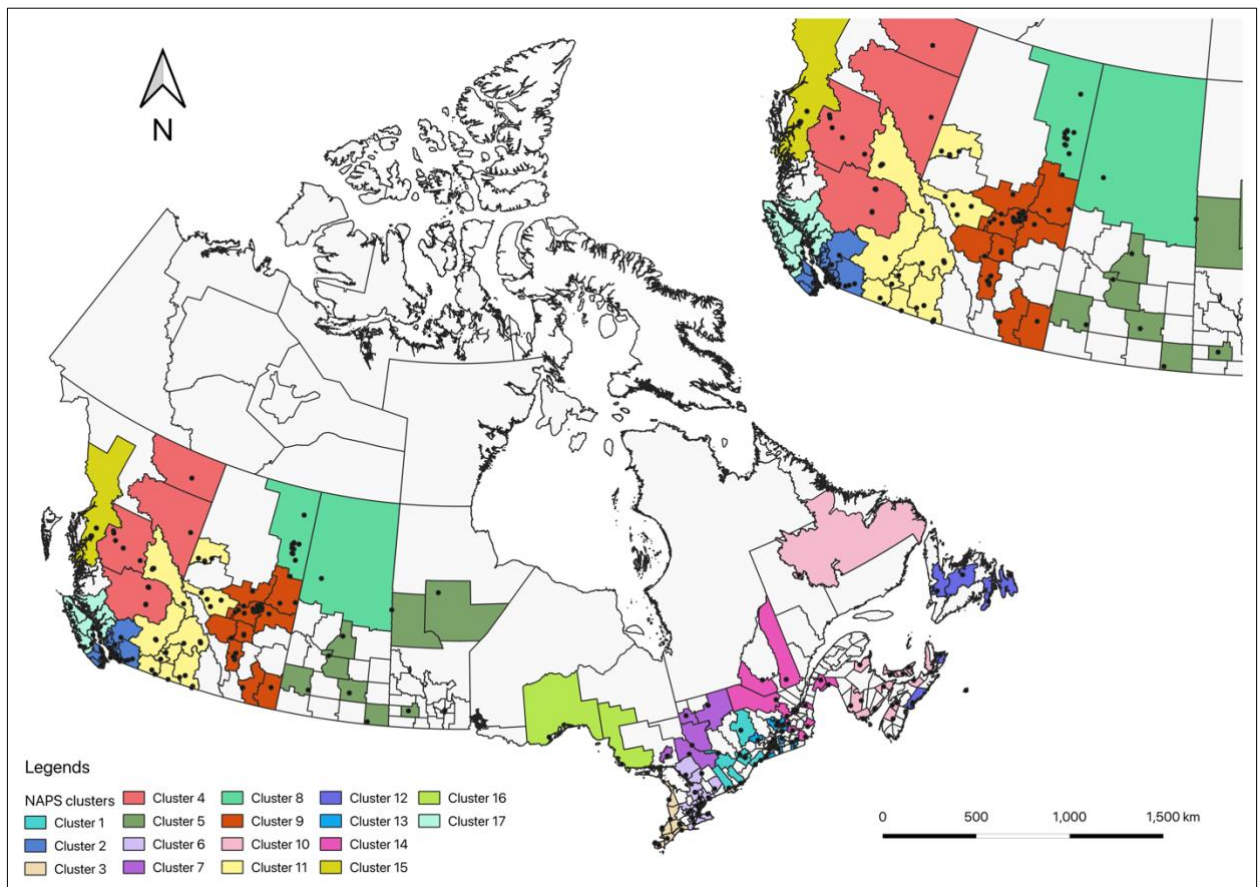 N
Legends
NAPS clusters
Cluster 1
Cluster 2
Cluster 3
Cluster 4
Cluster 5
Cluster 6
Cluster 7
Cluster 8
Cluster 9
Cluster 10
Cluster 11
Cluster 12
Cluster 13
Cluster 14
Cluster 15
Cluster 16
Cluster 17
0 500 1,000 1,500 km